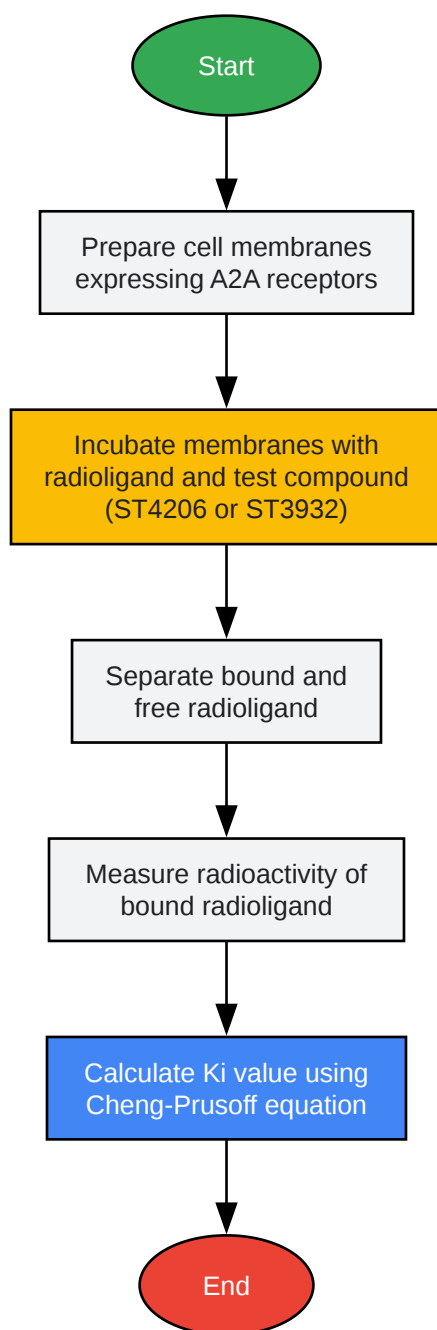 Start
Prepare cell membranes
expressing A2A receptors
Incubate membranes with
radioligand and test compound
(ST4206 or ST3932)
Separate bound and
free radioligand
Measure radioactivity of
bound radioligand
Calculate Ki value using
Cheng-Prusoff equation
End